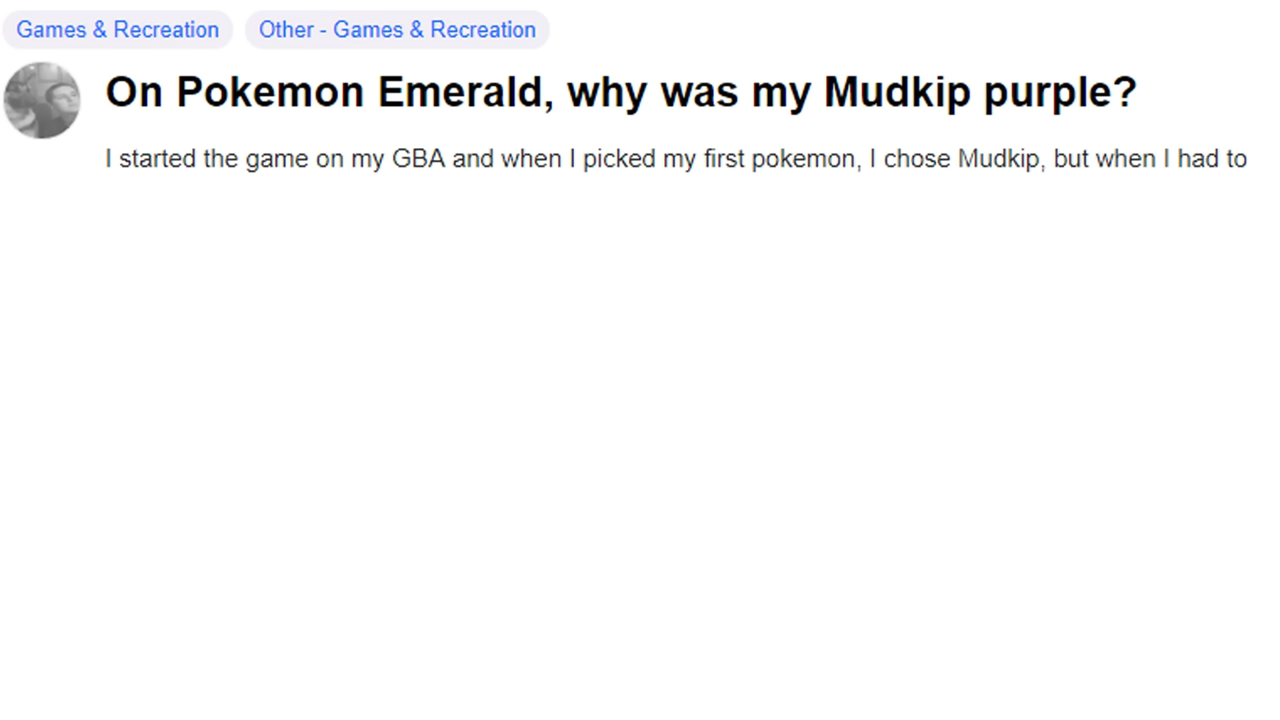 Games & Recreation Other - Games & Recreation
On Pokemon Emerald, why was my Mudkip purple?
I started the game on my GBA and when I picked my first pokemon, I chose Mudkip, but when I had to